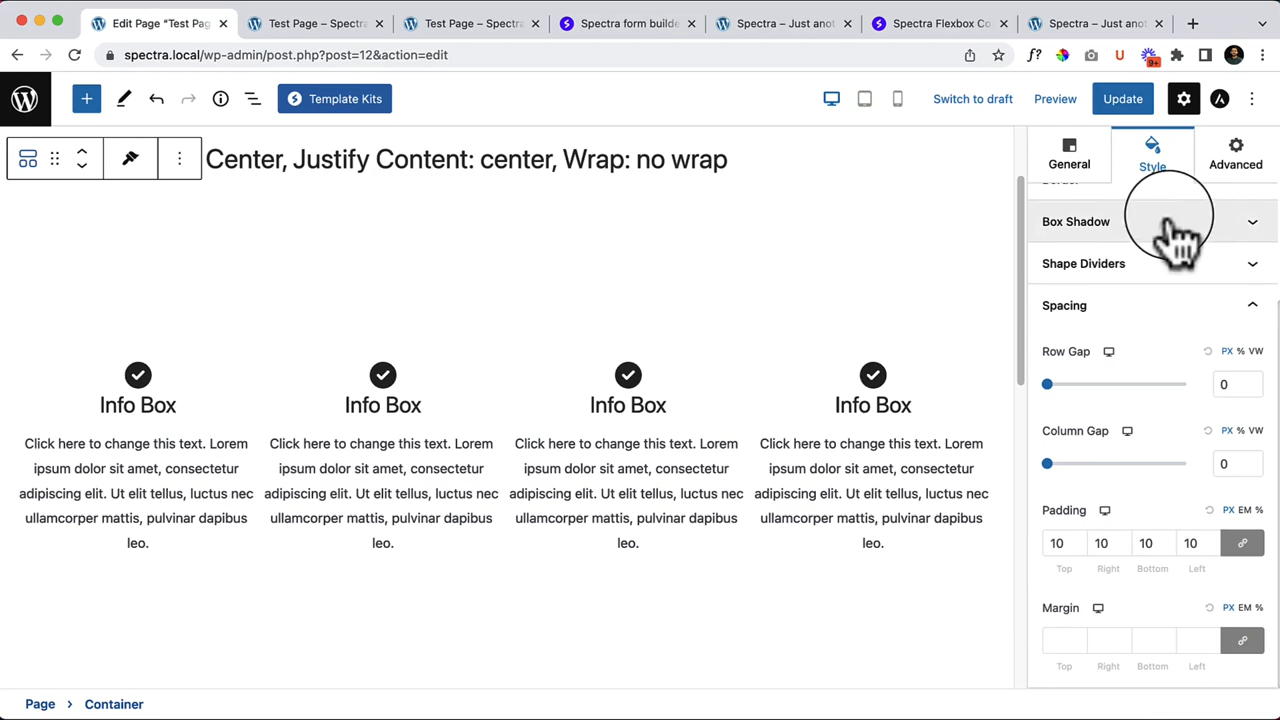 Edit Page “Test Pag
Test Page – Spectra
Test Page – Spectra
Spectra form builde
Spectra – Just anot
Spectra Flexbox Co
Spectra – Just anot
spectra.local/wp-admin/post.php?post=12&action=edit
f?
U
9+
Template Kits
Switch to draft
Preview
Update
Center, Justify Content: center, Wrap: no wrap
General
Style
Advanced
Box Shadow
Shape Dividers
Spacing
Row Gap
PX % VW
0
Column Gap
PX % VW
0
Padding
PX EM %
10 10 10 10
Top Right Bottom Left
Margin
PX EM %
Top Right Bottom Left
Info Box
Click here to change this text. Lorem
ipsum dolor sit amet, consectetur
adipiscing elit. Ut elit tellus, luctus nec
ullamcorper mattis, pulvinar dapibus
leo.
Info Box
Click here to change this text. Lorem
ipsum dolor sit amet, consectetur
adipiscing elit. Ut elit tellus, luctus nec
ullamcorper mattis, pulvinar dapibus
leo.
Info Box
Click here to change this text. Lorem
ipsum dolor sit amet, consectetur
adipiscing elit. Ut elit tellus, luctus nec
ullamcorper mattis, pulvinar dapibus
leo.
Info Box
Click here to change this text. Lorem
ipsum dolor sit amet, consectetur
adipiscing elit. Ut elit tellus, luctus nec
ullamcorper mattis, pulvinar dapibus
leo.
Page › Container